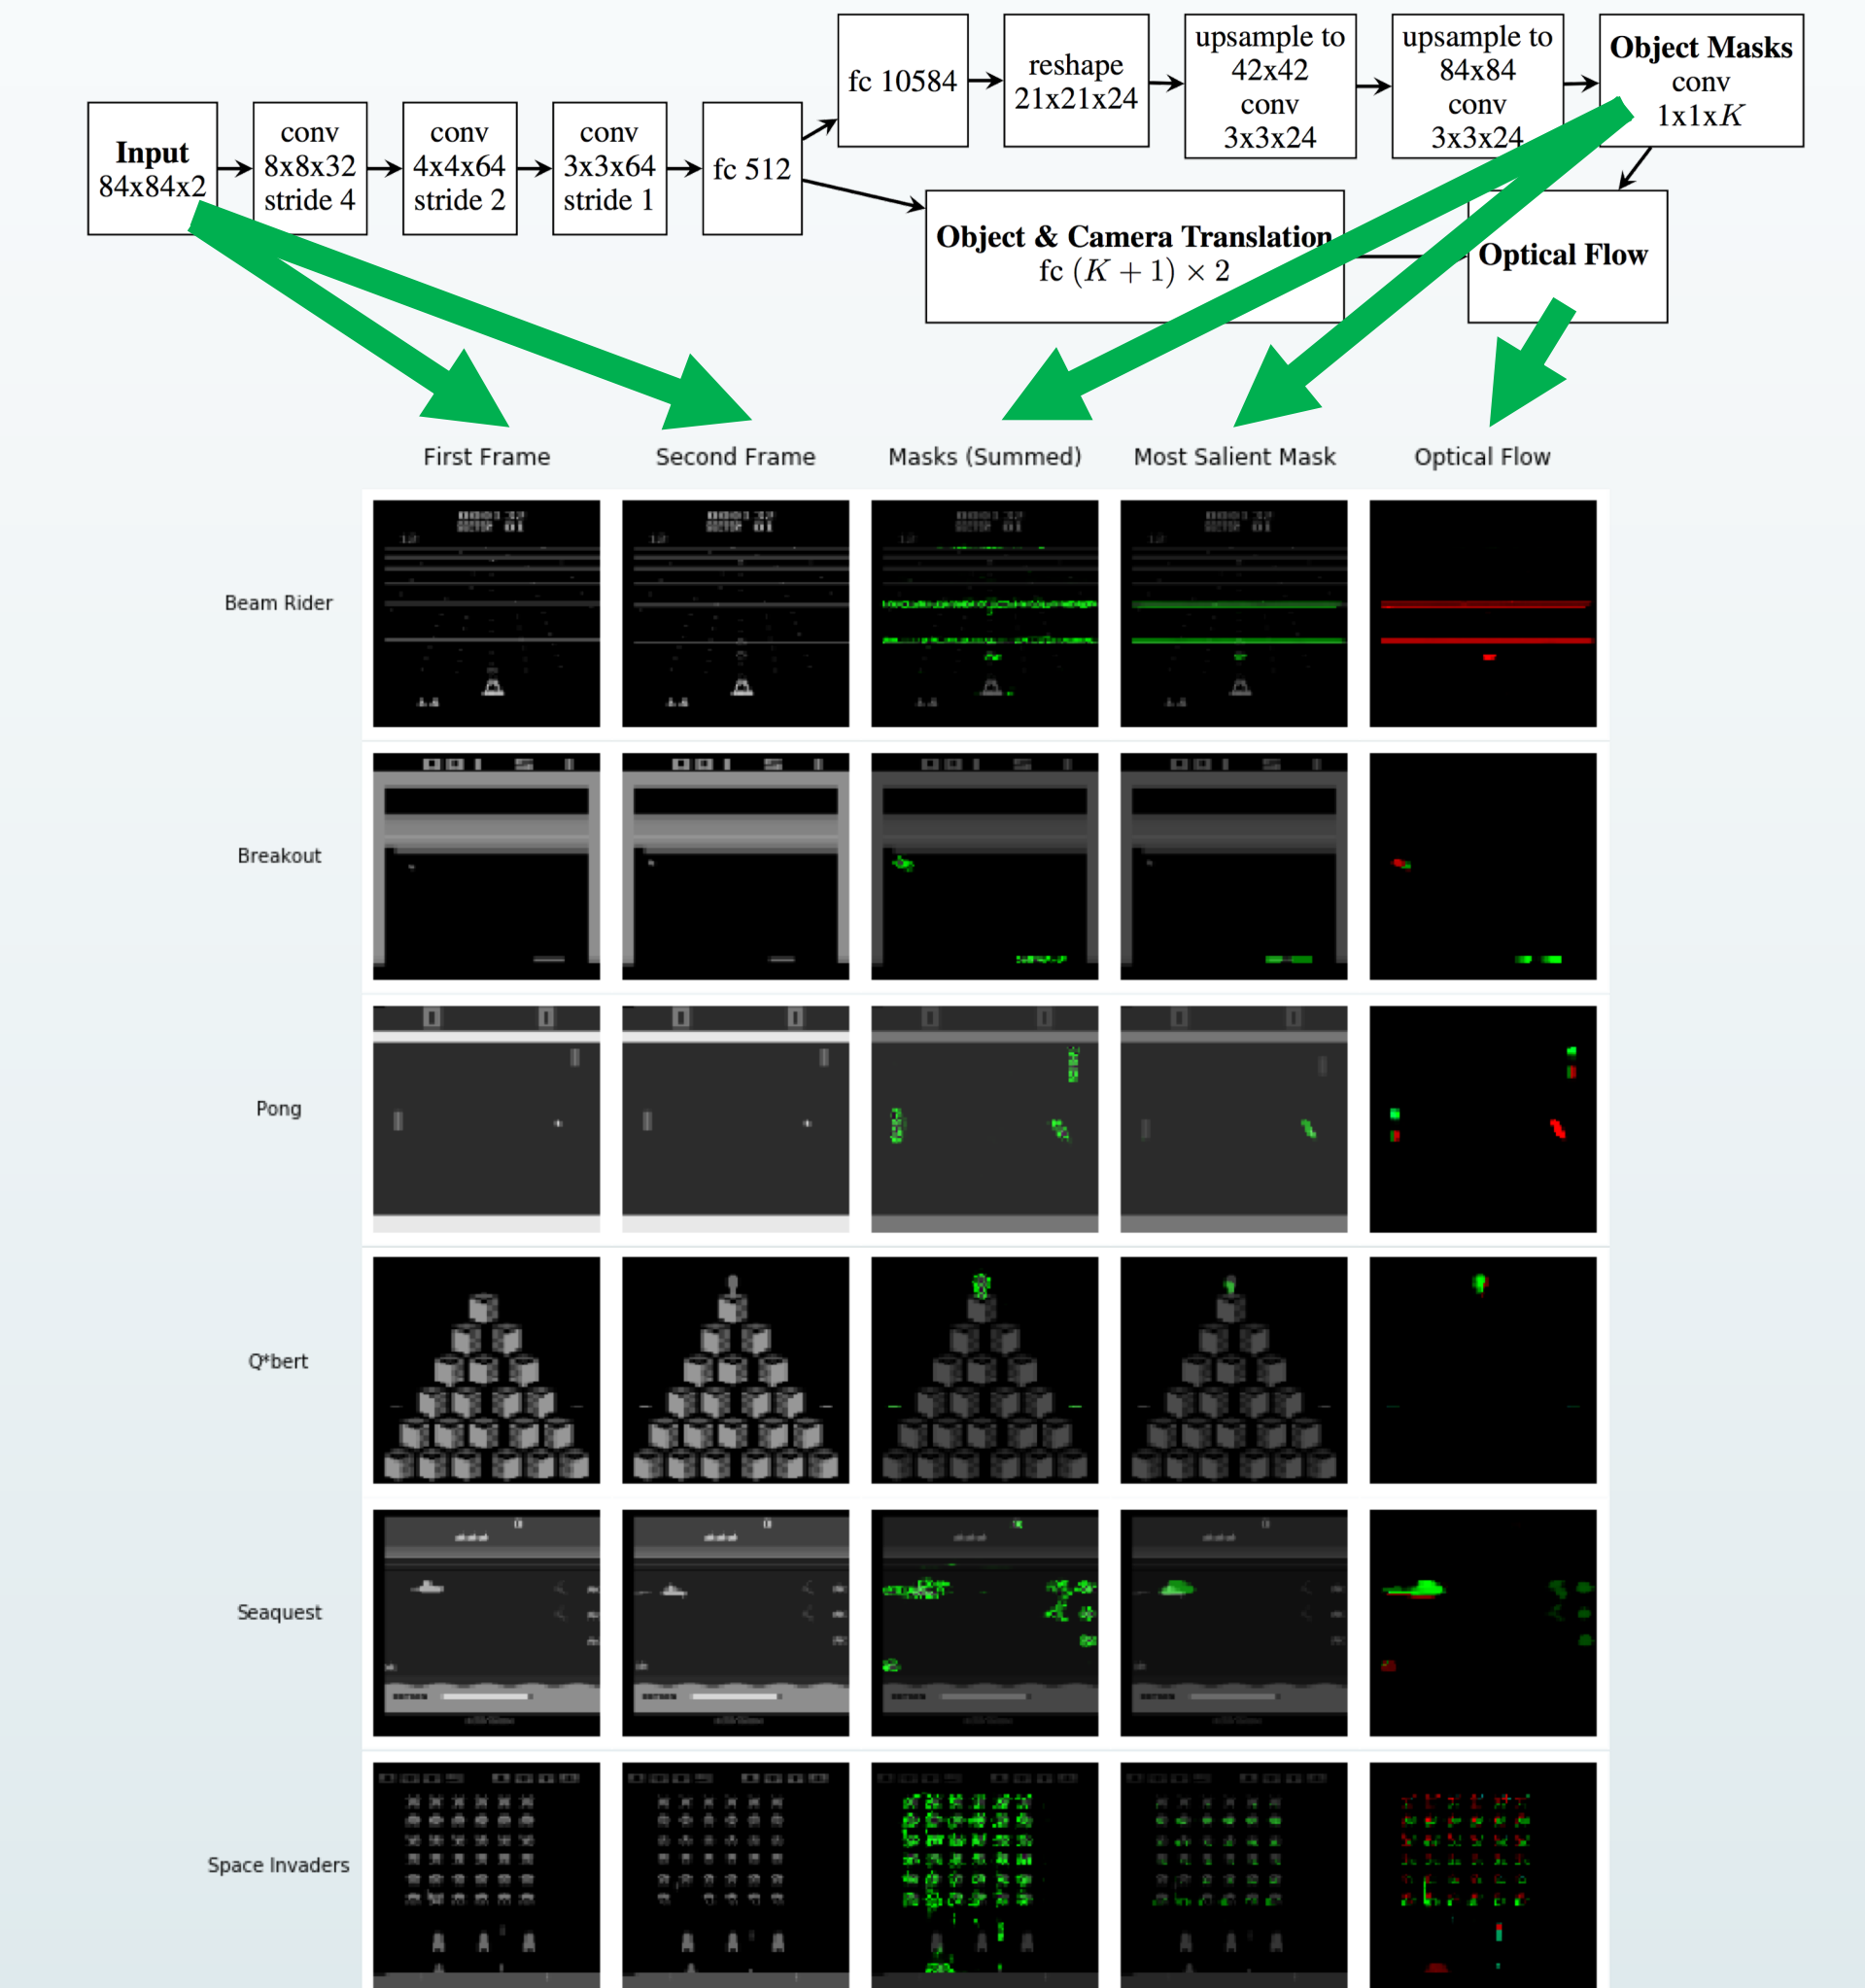 Input
84x84x2
conv
8x8x32
stride 4
conv
4x4x64
stride 2
conv
3x3x64
stride 1
fc 512
fc 10584
reshape
21x21x24
upsample to
42x42
conv
3x3x24
upsample to
84x84
conv
3x3x24
Object Masks
conv
1x1xK
Object & Camera Translation
fc (K + 1) × 2
Optical Flow
First Frame
Second Frame
Masks (Summed)
Most Salient Mask
Optical Flow
Beam Rider
Breakout
Pong
Q*bert
Seaquest
Space Invaders